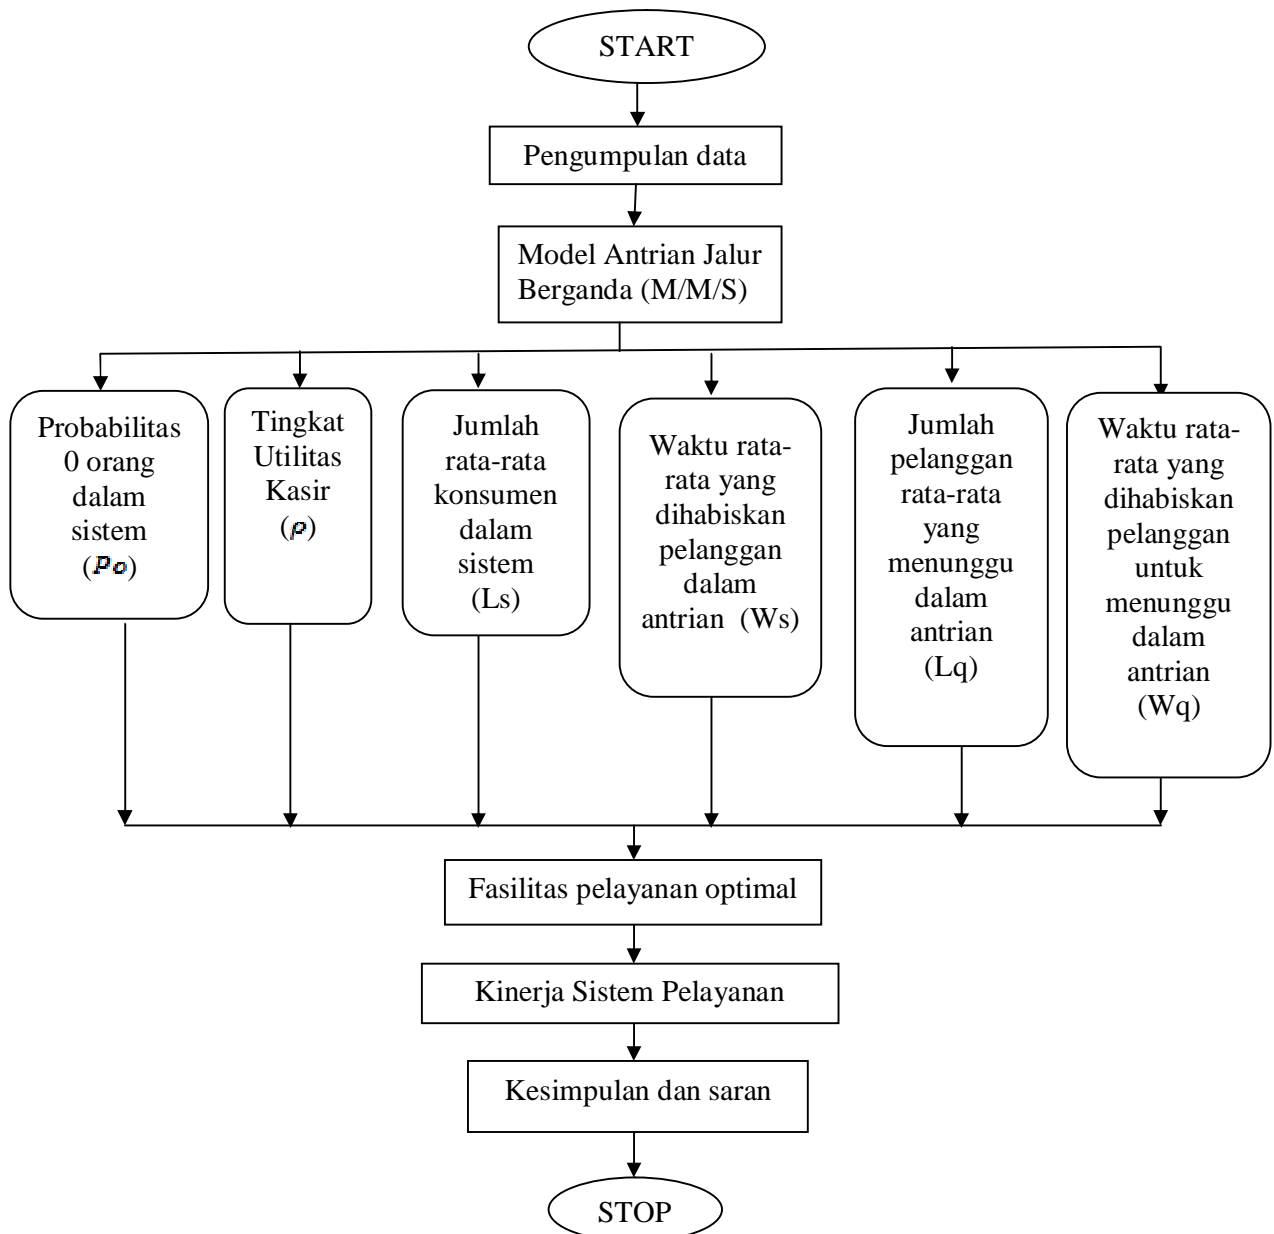 START
Pengumpulan data
Model Antrian Jalur
Berganda (M/M/S)
Probabilitas
0 orang
dalam
sistem
(Po)
Tingkat
Utilitas
Kasir
(ρ)
Jumlah
rata-rata
konsumen
dalam
sistem
(Ls)
Waktu rata-
rata yang
dihabiskan
pelanggan
dalam
antrian (Ws)
Jumlah
pelanggan
rata-rata
yang
menunggu
dalam
antrian
(Lq)
Waktu rata-
rata yang
dihabiskan
pelanggan
untuk
menunggu
dalam
antrian
(Wq)
Fasilitas pelayanan optimal
Kinerja Sistem Pelayanan
Kesimpulan dan saran
STOP